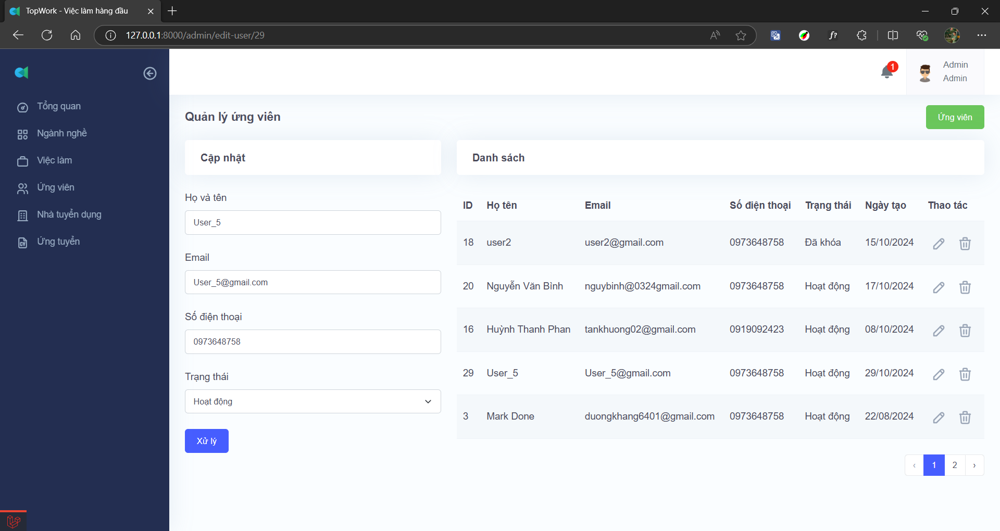 TopWork - Việc làm hàng đầu
127.0.0.1:8000/admin/edit-user/29
1
Admin
Admin
Tổng quan
Ngành nghề
Việc làm
Ứng viên
Nhà tuyển dụng
Ứng tuyển
Quản lý ứng viên
Ứng viên
Cập nhật
Họ và tên
User_5
Email
User_5@gmail.com
Số điện thoại
0973648758
Trạng thái
Hoạt động
Xử lý
Danh sách
ID Họ tên Email Số điện thoại Trạng thái Ngày tạo Thao tác
18 user2 user2@gmail.com 0973648758 Đã khóa 15/10/2024
20 Nguyễn Văn Bình nguybinh@0324gmail.com 0973648758 Hoạt động 17/10/2024
16 Huỳnh Thanh Phan tankhuong02@gmail.com 0919092423 Hoạt động 08/10/2024
29 User_5 User_5@gmail.com 0973648758 Hoạt động 29/10/2024
3 Mark Done duongkhang6401@gmail.com 0973648758 Hoạt động 22/08/2024
‹ 1 2 ›